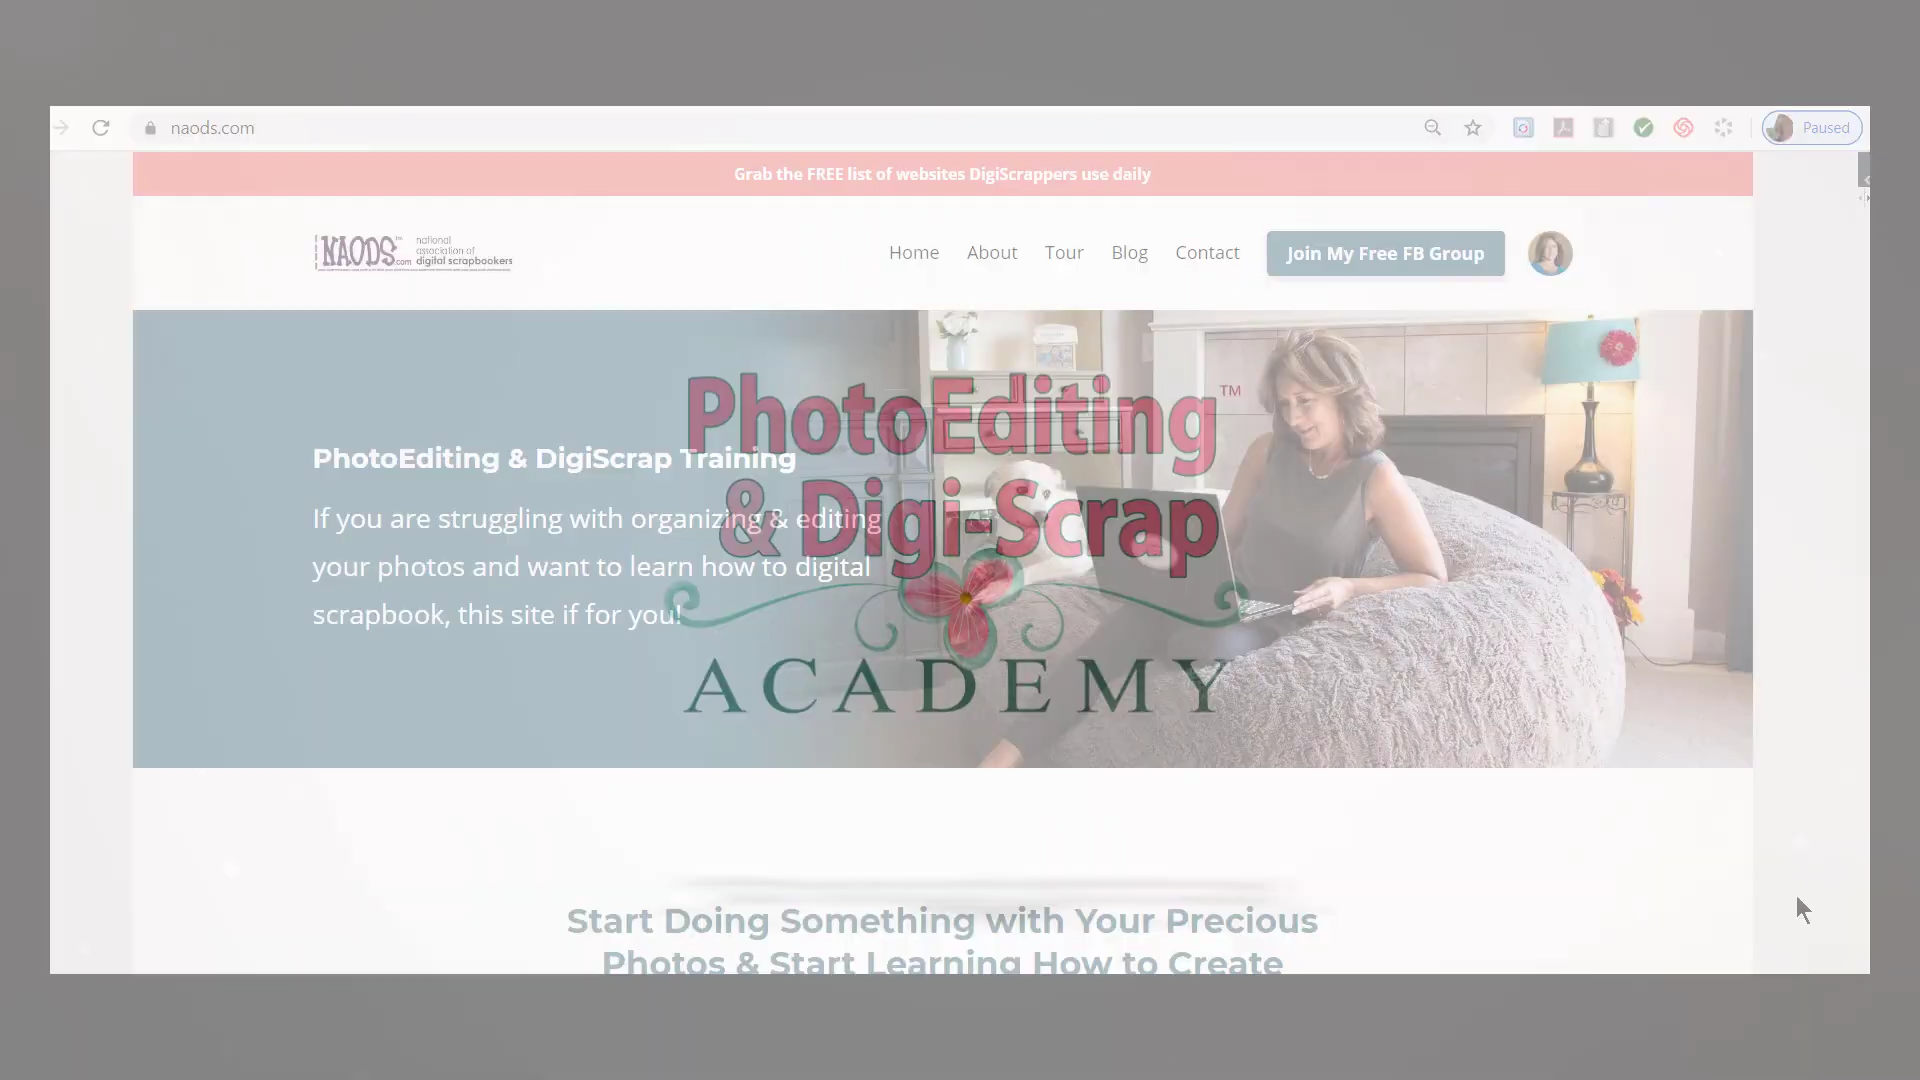 naods.com
Paused
Grab the FREE list of websites DigiScrappers use daily
NAODS.com national association of digital scrapbookers
Home About Tour Blog Contact Join My Free FB Group
PhotoEditing & DigiScrap Training
If you are struggling with organizing & editing
your photos and want to learn how to digital
scrapbook, this site if for you!
PhotoEditing™
& Digi-Scrap
ACADEMY
Start Doing Something with Your Precious
Photos & Start Learning How to Create